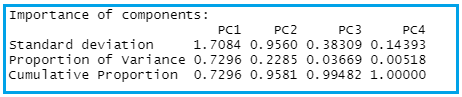 Importance of components:
PC1 PC2 PC3 PC4
Standard deviation 1.7084 0.9560 0.38309 0.14393
Proportion of Variance 0.7296 0.2285 0.03669 0.00518
Cumulative Proportion 0.7296 0.9581 0.99482 1.00000